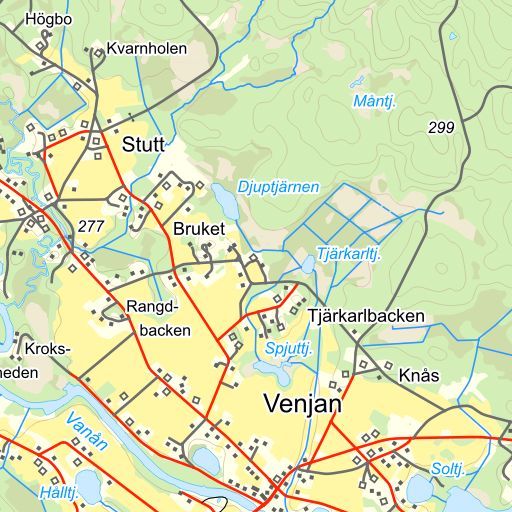 Högbo
Kvarnholen
Måntj.
299
Stutt
Djuptjärnen
277
Bruket
Tjärkarltj.
Rangd-
backen
Tjärkarlbacken
Kroks-
heden
Spjuttj.
Knås
Venjan
Vanån
Soltj.
Hålltj.